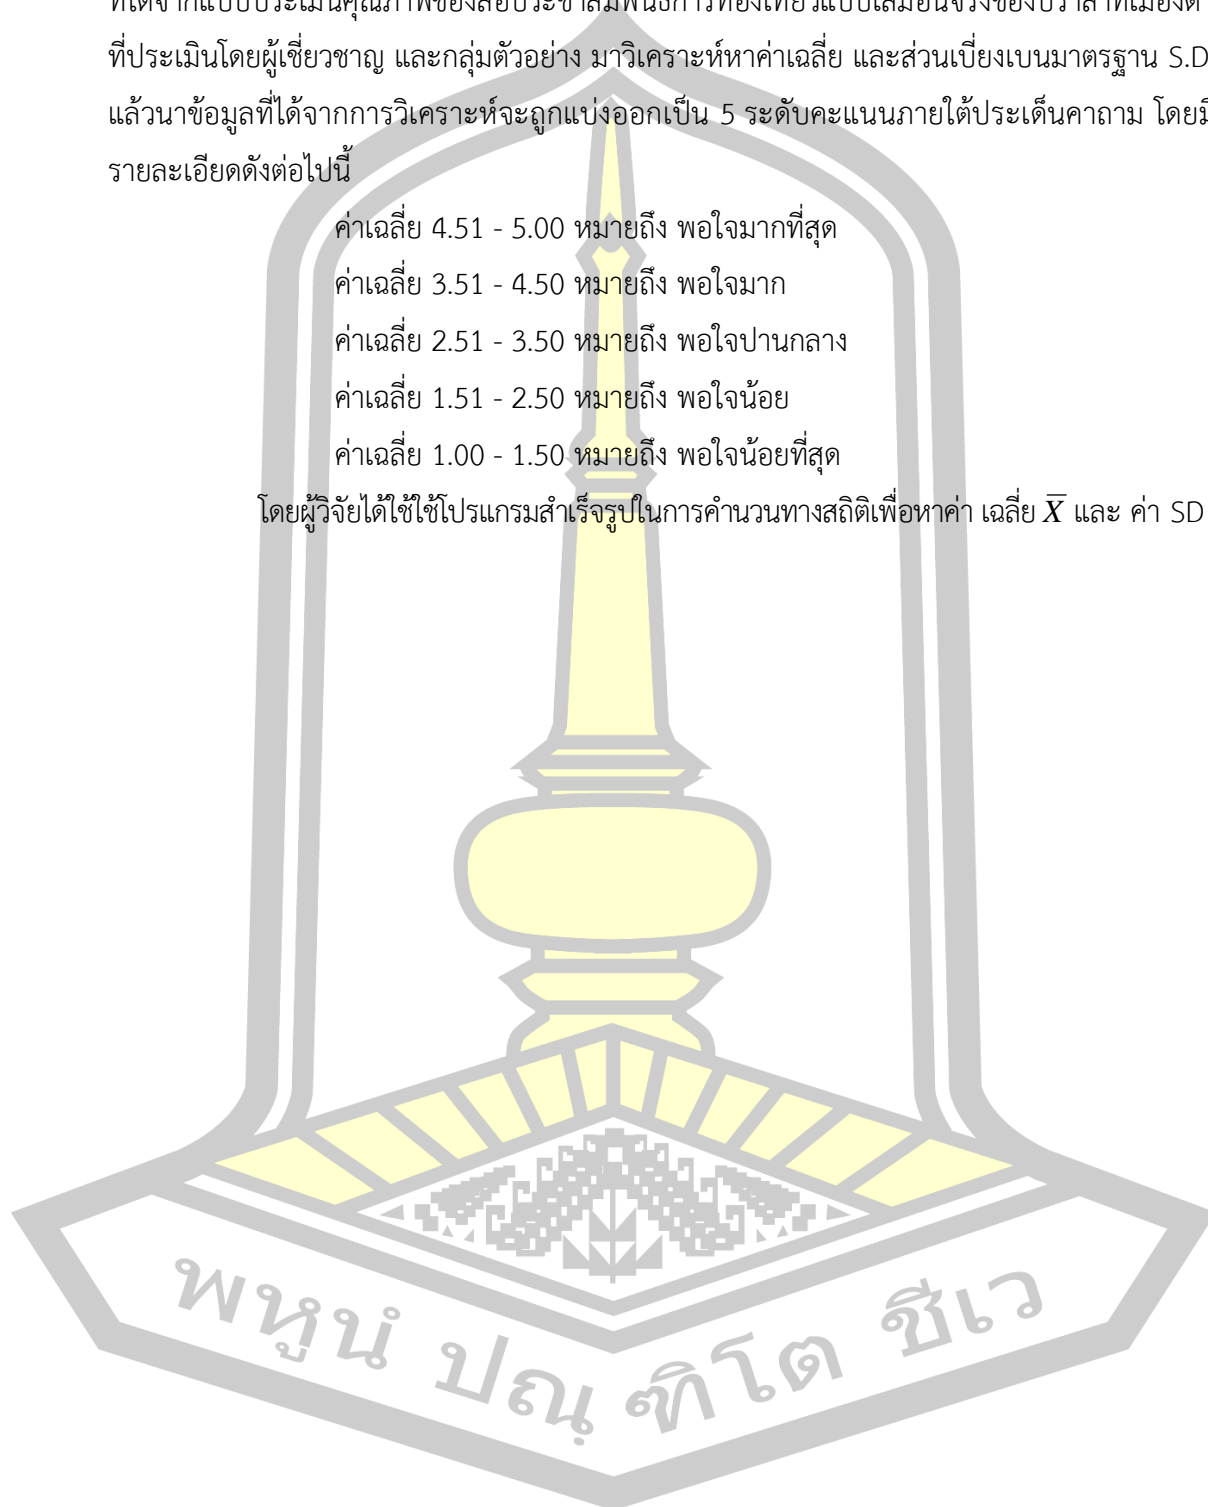 ที่ประเมินโดยผู้เชี่ยวชาญ และกลุ่มตัวอย่าง มาวิเคราะห์หาค่าเฉลี่ย และส่วนเบี่ยงเบนมาตรฐาน S.D
แล้วนาข้อมูลที่ได้จากการวิเคราะห์จะถูกแบ่งออกเป็น 5 ระดับคะแนนภายใต้ประเด็นคาถาม โดยมี
รายละเอียดดังต่อไปนี้
ค่าเฉลี่ย 4.51 - 5.00 หมายถึง พอใจมากที่สุด
ค่าเฉลี่ย 3.51 - 4.50 หมายถึง พอใจมาก
ค่าเฉลี่ย 2.51 - 3.50 หมายถึง พอใจปานกลาง
ค่าเฉลี่ย 1.51 - 2.50 หมายถึง พอใจน้อย
ค่าเฉลี่ย 1.00 - 1.50 หมายถึง พอใจน้อยที่สุด
โดยผู้วิจัยได้ใช้ใช้โปรแกรมสำเร็จรูปในการคำนวนทางสถิติเพื่อหาค่า เฉลี่ย X̅ และ ค่า SD
พหูนํ ปณฺฑิโต ชีเว